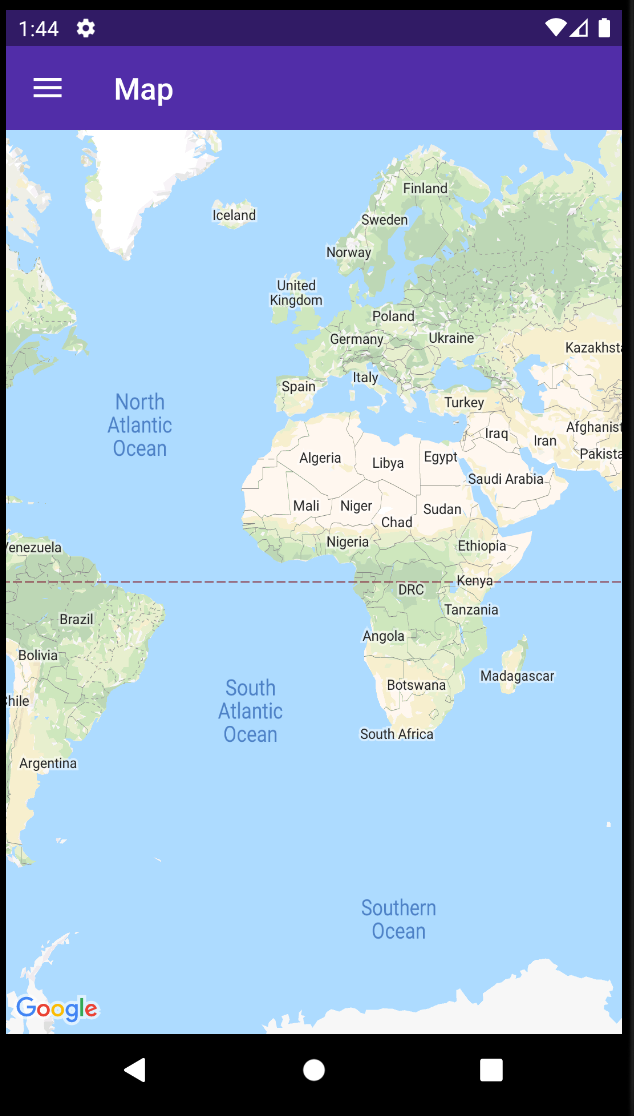 1:44
Map
Finland
Iceland
Sweden
Norway
United
Kingdom
Poland
Germany
Ukraine
Kazakhsta
Italy
Spain
Turkey
North
Atlantic
Ocean
Iraq
Iran
Afghanist
Pakista
Algeria
Libya
Egypt
Saudi Arabia
Mali
Niger
Sudan
Chad
Nigeria
Ethiopia
Venezuela
Kenya
DRC
Tanzania
Brazil
Angola
Bolivia
Madagascar
Botswana
South
Atlantic
Ocean
Chile
South Africa
Argentina
Southern
Ocean
Google